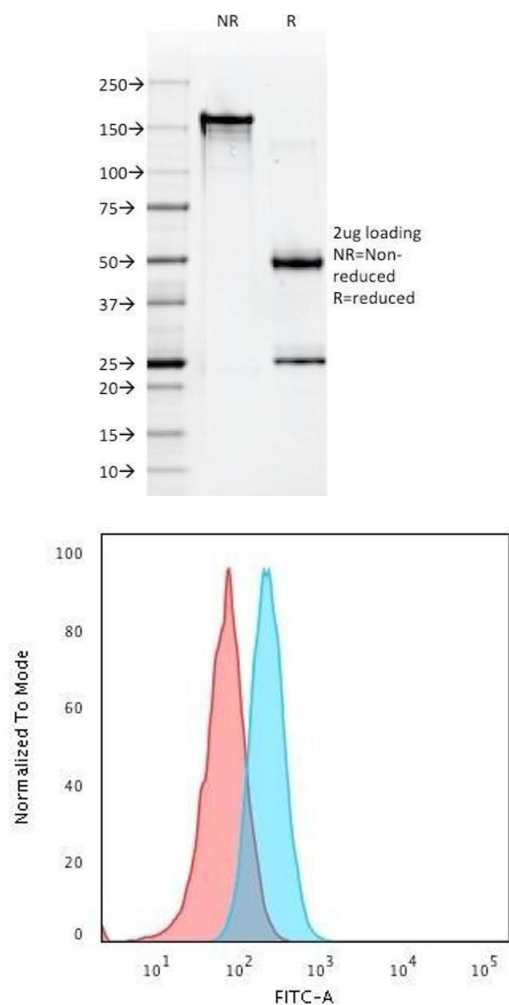 NR R
250→
150→
100→
75→
50→
37→
25→
20→
15→
10→
2ug loading
NR=Non-
reduced
R=reduced
100
80
60
40
20
0
Normalized To Mode
10¹ 10² 10³ 10⁴ 10⁵
FITC-A